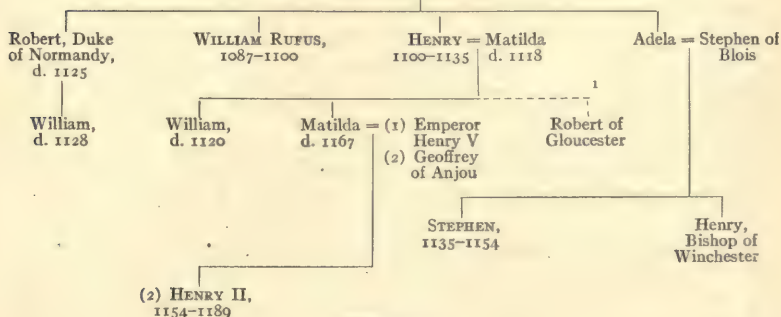 Robert, Duke
of Normandy,
d. 1125
WILLIAM RUFUS,
1087–1100
HENRY = Matilda
1100–1135 d. 1118
Adela = Stephen of
Blois
1
William,
d. 1128
William,
d. 1120
Matilda = (1) Emperor
d. 1167 Henry V
(2) Geoffrey
of Anjou
Robert of
Gloucester
STEPHEN,
1135–1154
Henry,
Bishop of
Winchester
(2) HENRY II,
1154–1189